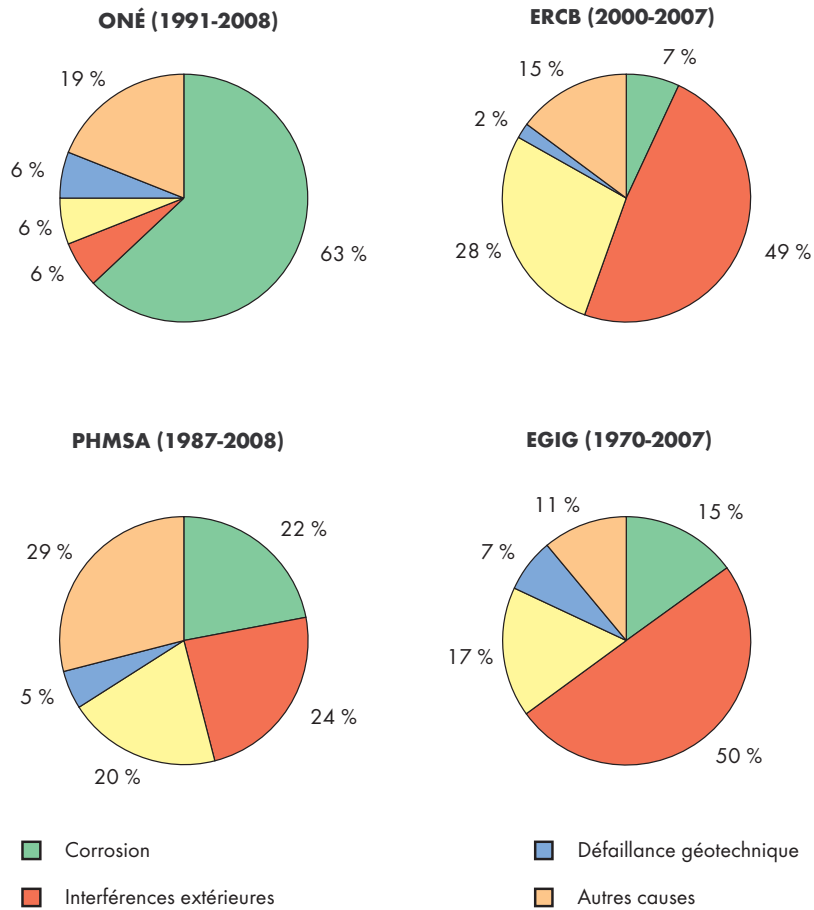 ONÉ (1991-2008)
19 %
6 %
6 %
6 %
63 %
ERCB (2000-2007)
7 %
15 %
2 %
28 %
49 %
PHMSA (1987-2008)
22 %
29 %
5 %
20 %
24 %
EGIG (1970-2007)
11 %
15 %
7 %
17 %
50 %
Corrosion
Interférences extérieures
Défaillance géotechnique
Autres causes